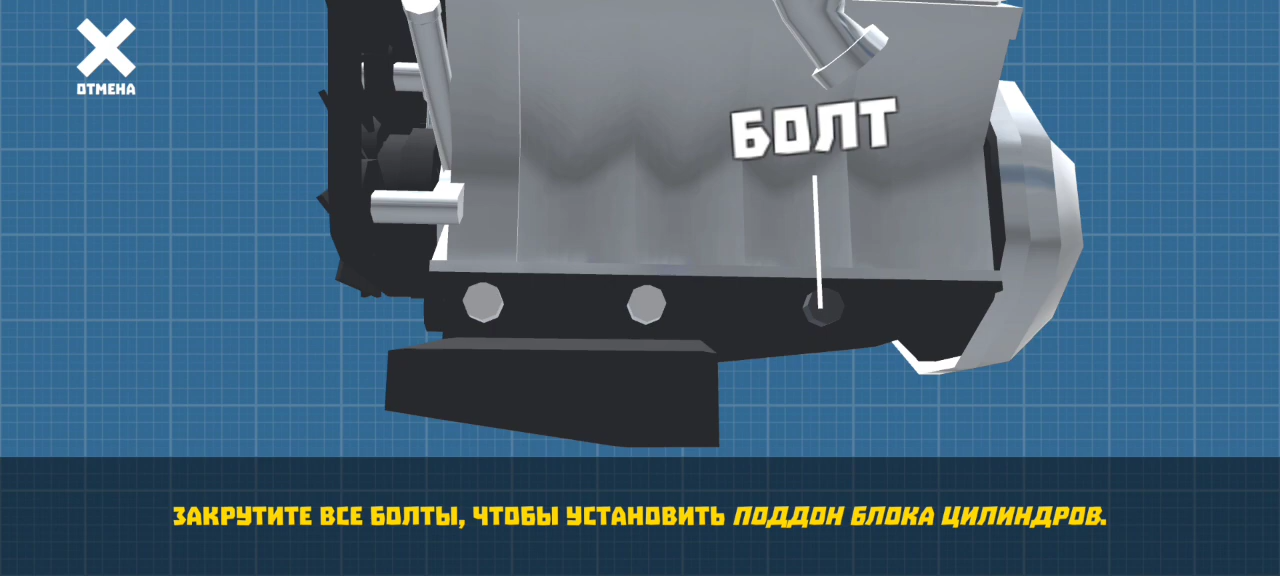 ОТМЕНА
БОЛТ
ЗАКРУТИТЕ ВСЕ БОЛТЫ, ЧТОБЫ УСТАНОВИТЬ ПОДДОН БЛОКА ЦИЛИНДРОВ.